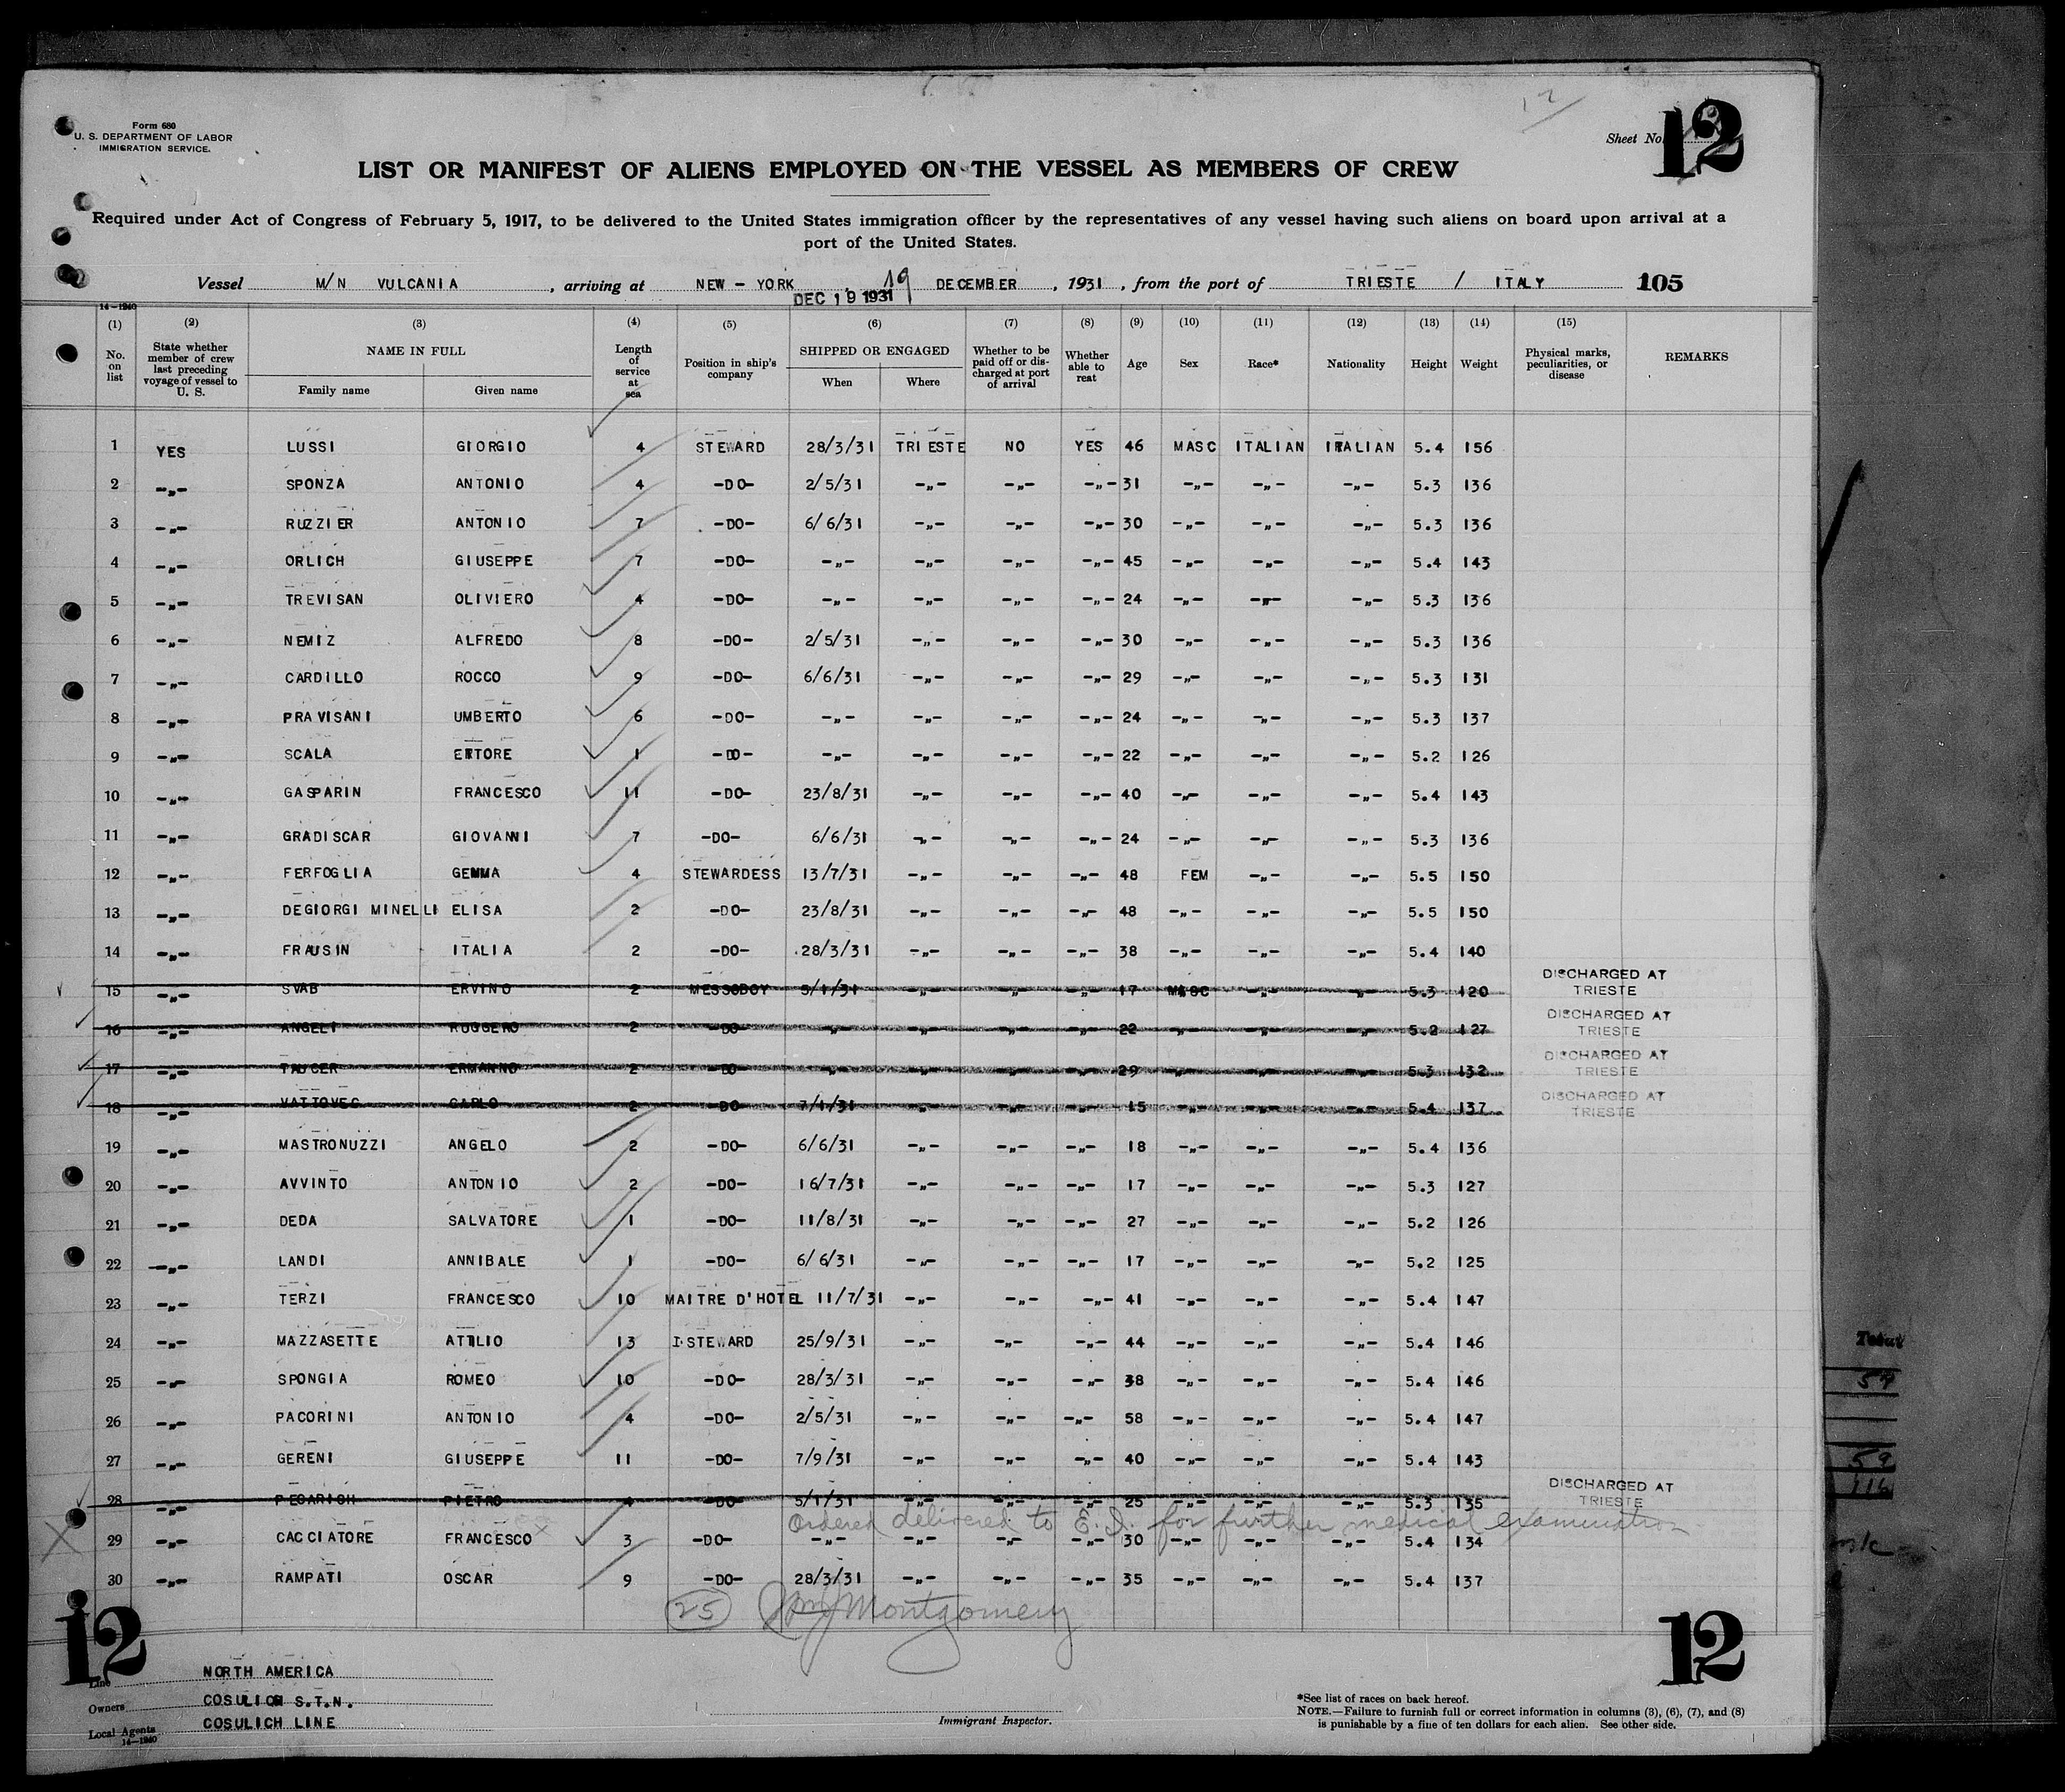 12
Form 680
U. S. DEPARTMENT OF LABOR
IMMIGRATION SERVICE.
Sheet No. 12
LIST OR MANIFEST OF ALIENS EMPLOYED ON THE VESSEL AS MEMBERS OF CREW
Required under Act of Congress of February 5, 1917, to be delivered to the United States immigration officer by the representatives of any vessel having such aliens on board upon arrival at a
port of the United States.
Vessel M/N VULCANIA , arriving at NEW - YORK 19 DECEMBER , 1931 , from the port of TRIESTE / ITALY 105
DEC 19 1931
14-1240
(1) (2) (3) (4) (5) (6) (7) (8) (9) (10) (11) (12) (13) (14) (15)
No. on list State whether member of crew last preceding voyage of vessel to U. S. NAME IN FULL Length of service at sea Position in ship's company SHIPPED OR ENGAGED Whether to be paid off or discharged at port of arrival Whether able to reat Age Sex Race* Nationality Height Weight Physical marks, peculiarities, or disease REMARKS
Family name Given name When Where
1 YES LUSSI GIORGIO 4 STEWARD 28/3/31 TRIESTE NO YES 46 MASC ITALIAN ITALIAN 5.4 156
2 -„- SPONZA ANTONIO 4 -DO- 2/5/31 -„- -„- -„- 31 -„- -„- -„- 5.3 136
3 -„- RUZZIER ANTONIO 7 -DO- 6/6/31 -„- -„- -„- 30 -„- -„- -„- 5.3 136
4 -„- ORLICH GIUSEPPE 7 -DO- -„- -„- -„- -„- 45 -„- -„- -„- 5.4 143
5 -„- TREVISAN OLIVIERO 4 -DO- -„- -„- -„- -„- 24 -„- -„- -„- 5.3 136
6 -„- NEMIZ ALFREDO 8 -DO- 2/5/31 -„- -„- -„- 30 -„- -„- -„- 5.3 136
7 -„- CARDILLO ROCCO 9 -DO- 6/6/31 -„- -„- -„- 29 -„- -„- -„- 5.3 131
8 -„- PRAVISANI UMBERTO 6 -DO- -„- -„- -„- -„- 24 -„- -„- -„- 5.3 137
9 -„- SCALA ETTORE 1 -DO- -„- -„- -„- -„- 22 -„- -„- -„- 5.2 126
10 -„- GASPARIN FRANCESCO 11 -DO- 23/8/31 -„- -„- -„- 40 -„- -„- -„- 5.4 143
11 -„- GRADISCAR GIOVANNI 7 -DO- 6/6/31 -„- -„- -„- 24 -„- -„- -„- 5.3 136
12 -„- FERFOGLIA GEMMA 4 STEWARDESS 13/7/31 -„- -„- -„- 48 FEM -„- -„- 5.5 150
13 -„- DEGIORGI MINELLI ELISA 2 -DO- 23/8/31 -„- -„- -„- 48 -„- -„- -„- 5.5 150
14 -„- FRAUSIN ITALIA 2 -DO- 28/3/31 -„- -„- -„- 38 -„- -„- -„- 5.4 140
15 -„- SVAB ERVINO 2 MESSBOY 5/1/31 -„- -„- -„- 17 MASC -„- -„- 5.3 120 DISCHARGED AT TRIESTE
16 -„- ANGELI RUGGERO 2 -DO- -„- -„- -„- -„- 22 -„- -„- -„- 5.2 127 DISCHARGED AT TRIESTE
17 -„- TAUCER ERMANNO 2 -DO- -„- -„- -„- -„- 29 -„- -„- -„- 5.3 132 DISCHARGED AT TRIESTE
18 -„- VATTOVEC CARLO 2 -DO- 7/1/31 -„- -„- -„- 15 -„- -„- -„- 5.4 137 DISCHARGED AT TRIESTE
19 -„- MASTRONUZZI ANGELO 2 -DO- 6/6/31 -„- -„- -„- 18 -„- -„- -„- 5.4 136
20 -„- AVVINTO ANTONIO 2 -DO- 16/7/31 -„- -„- -„- 17 -„- -„- -„- 5.3 127
21 -„- DEDA SALVATORE 1 -DO- 11/8/31 -„- -„- -„- 27 -„- -„- -„- 5.2 126
22 -„- LANDI ANNIBALE 1 -DO- 6/6/31 -„- -„- -„- 17 -„- -„- -„- 5.2 125
23 -„- TERZI FRANCESCO 10 MAITRE D'HOTEL 11/7/31 -„- -„- -„- 41 -„- -„- -„- 5.4 147
24 -„- MAZZASETTE ATTILIO 13 I.STEWARD 25/9/31 -„- -„- -„- 44 -„- -„- -„- 5.4 146
25 -„- SPONGIA ROMEO 10 -DO- 28/3/31 -„- -„- -„- 38 -„- -„- -„- 5.4 146
26 -„- PACORINI ANTONIO 4 -DO- 2/5/31 -„- -„- -„- 58 -„- -„- -„- 5.4 147
27 -„- GERENI GIUSEPPE 11 -DO- 7/9/31 -„- -„- -„- 40 -„- -„- -„- 5.4 143
28 -„- PECARICH PIETRO 4 -DO- 5/1/31 -„- -„- -„- 25 -„- -„- -„- 5.3 135 DISCHARGED AT TRIESTE
Ordered delivered to E. I. for further medical examination
29 -„- CACCIATORE FRANCESCO 3 -DO- -„- -„- -„- -„- 30 -„- -„- -„- 5.4 134
30 -„- RAMPATI OSCAR 9 -DO- 28/3/31 -„- -„- -„- 35 -„- -„- -„- 5.4 137
25 Montgomery
12 12
Line NORTH AMERICA
Owners COSULICH S.T.N.
Local Agents COSULICH LINE
14-1240
Immigrant Inspector.
*See list of races on back hereof.
NOTE.—Failure to furnish full or correct information in columns (3), (6), (7), and (8)
is punishable by a fine of ten dollars for each alien. See other side.
Total
59
59
116